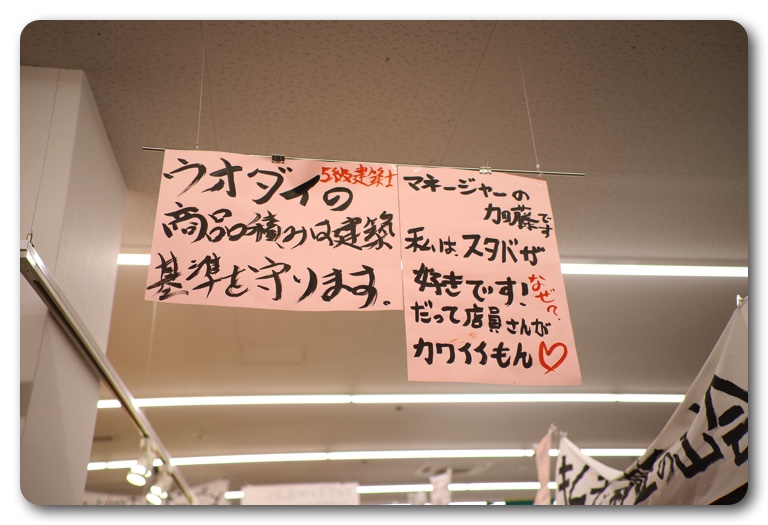 5級建築士
ウオダイの
商品積みは建築
基準を守ります.
マネージャーの
加藤です
私は、スタバが
好きです!
なぜ?
だって店員さんが
カワイイもん♡